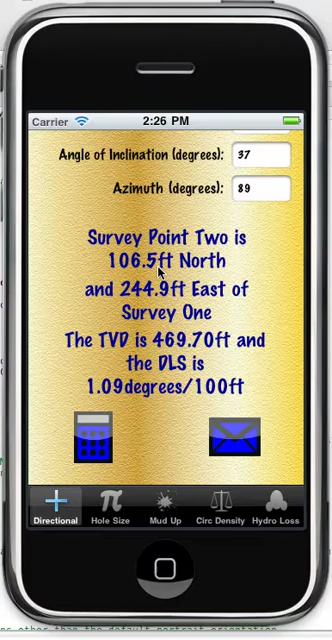 Carrier 2:26 PM
Angle of Inclination (degrees): 37
Azimuth (degrees): 89
Survey Point Two is
106.5ft North
and 244.9ft East of
Survey One
The TVD is 469.70ft and
the DLS is
1.09degrees/100ft
π
Directional Hole Size Mud Up Circ Density Hydro Loss